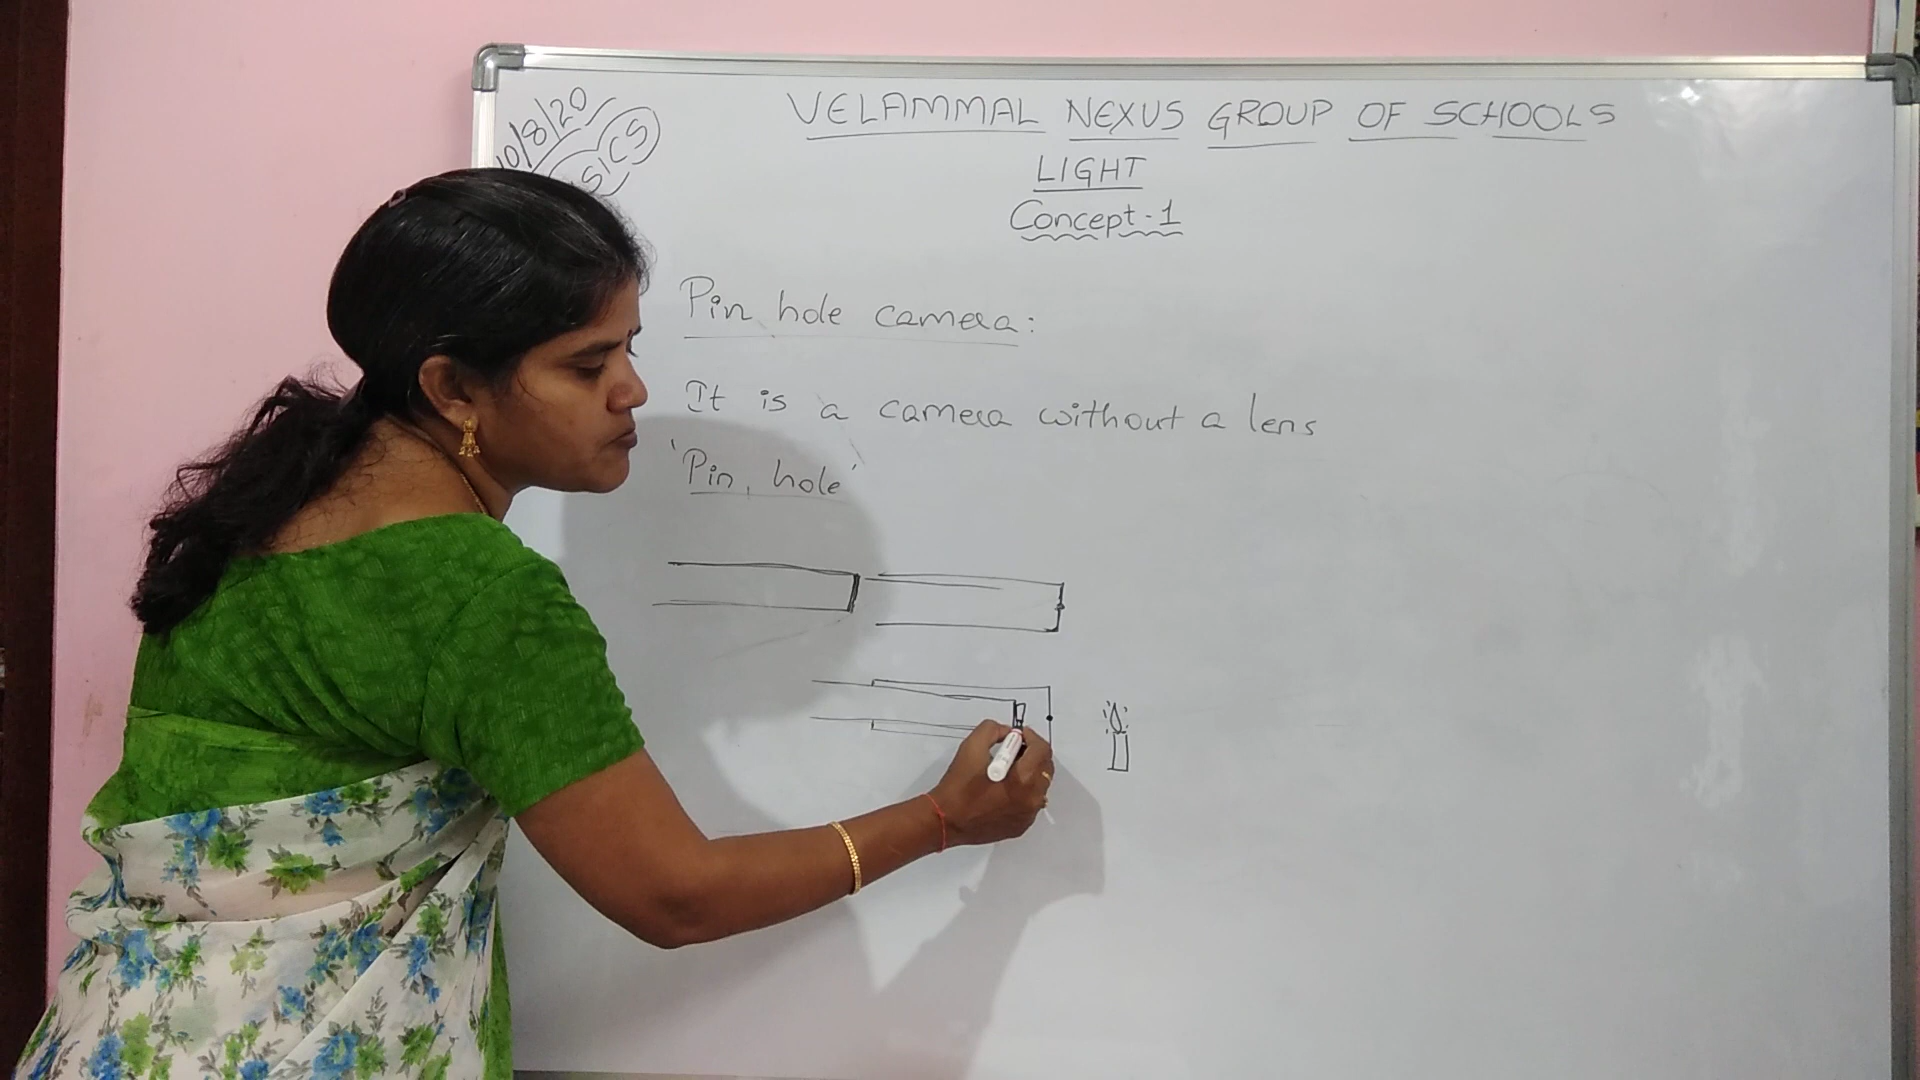 10/8/20
VELAMMAL NEXUS GROUP OF SCHOOLS
LIGHT
Concept-1
Pin hole camera:
It is a camera without a lens
'Pin, hole'